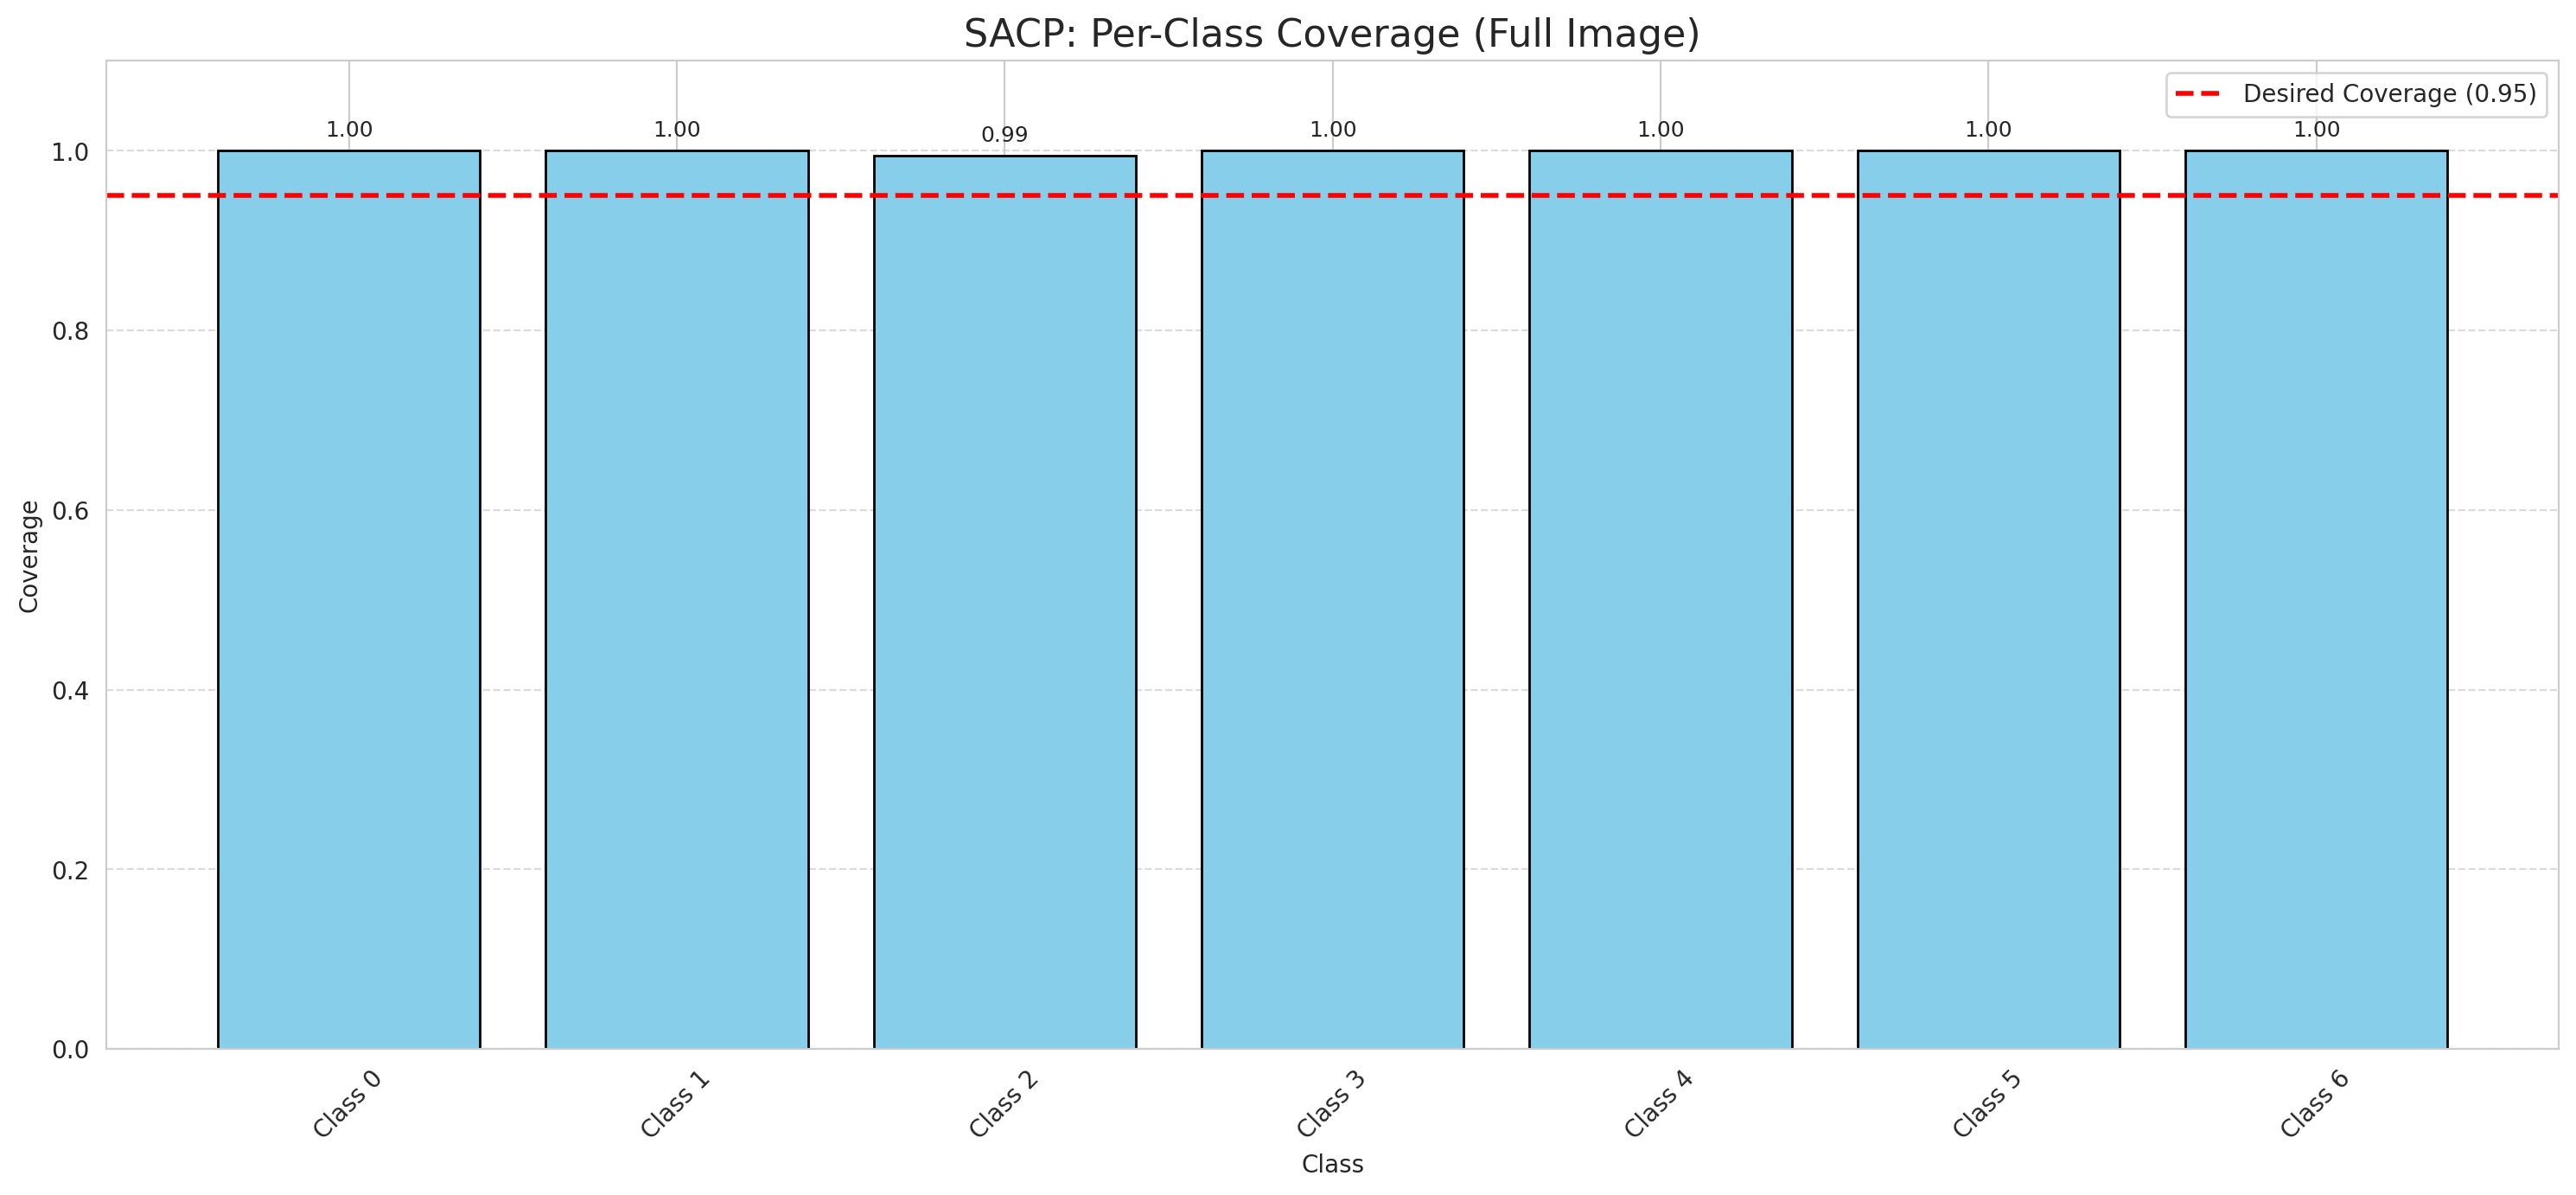 SACP: Per-Class Coverage (Full Image)
Desired Coverage (0.95)
1.00
1.00
0.99
1.00
1.00
1.00
1.00
1.0
0.8
0.6
0.4
0.2
0.0
Coverage
Class 0
Class 1
Class 2
Class 3
Class 4
Class 5
Class 6
Class